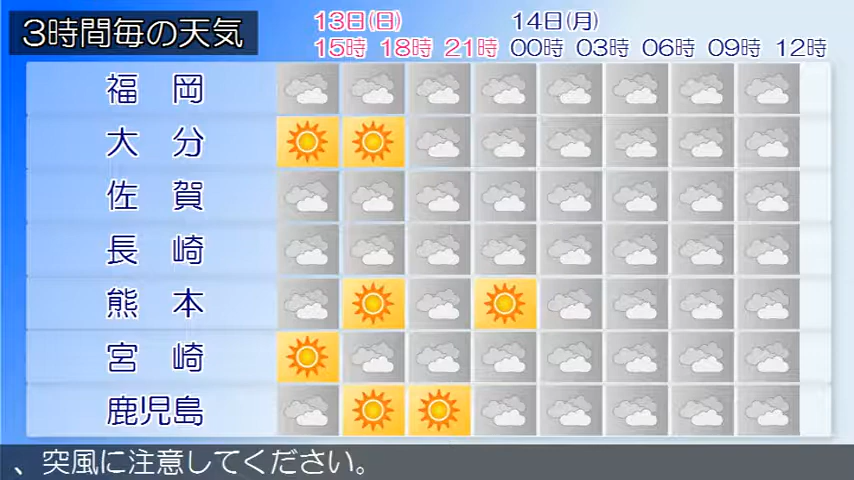 3時間毎の天気
13日(日) 14日(月)
15時 18時 21時 00時 03時 06時 09時 12時
福岡
大分
佐賀
長崎
熊本
宮崎
鹿児島
、突風に注意してください。